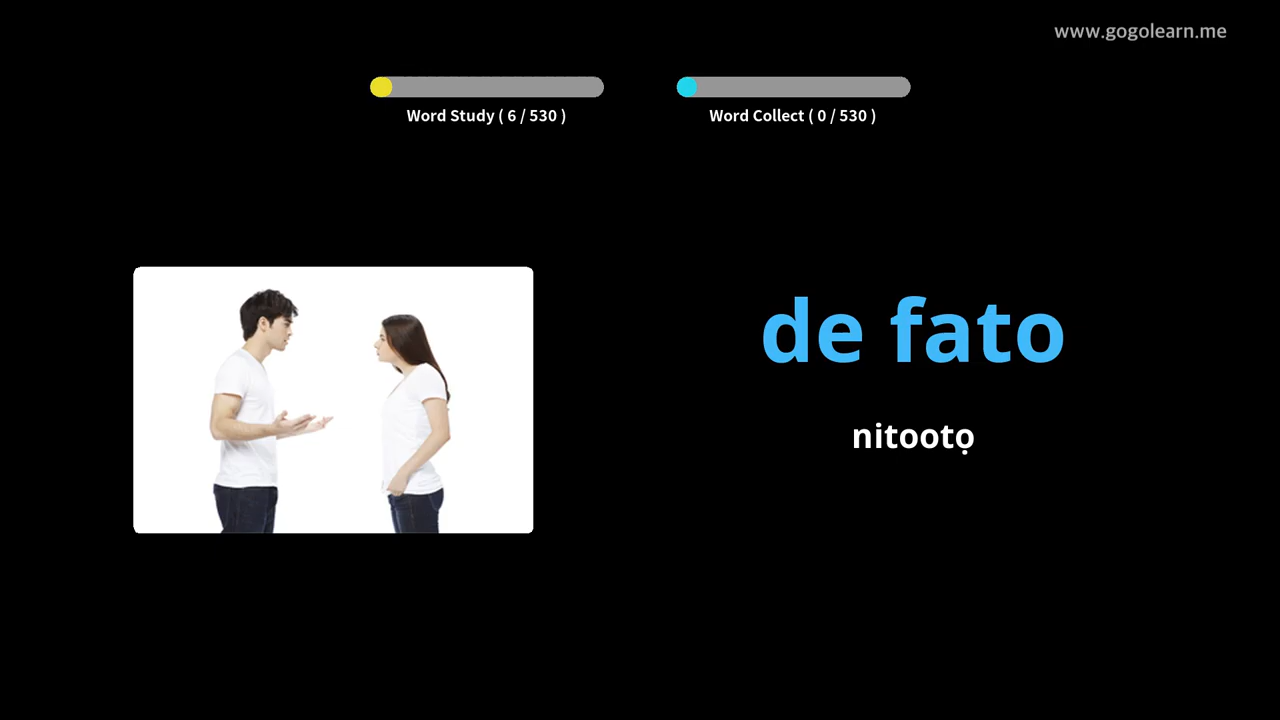 www.gogolearn.me
Word Study ( 6 / 530 )
Word Collect ( 0 / 530 )
de fato
nitootọ